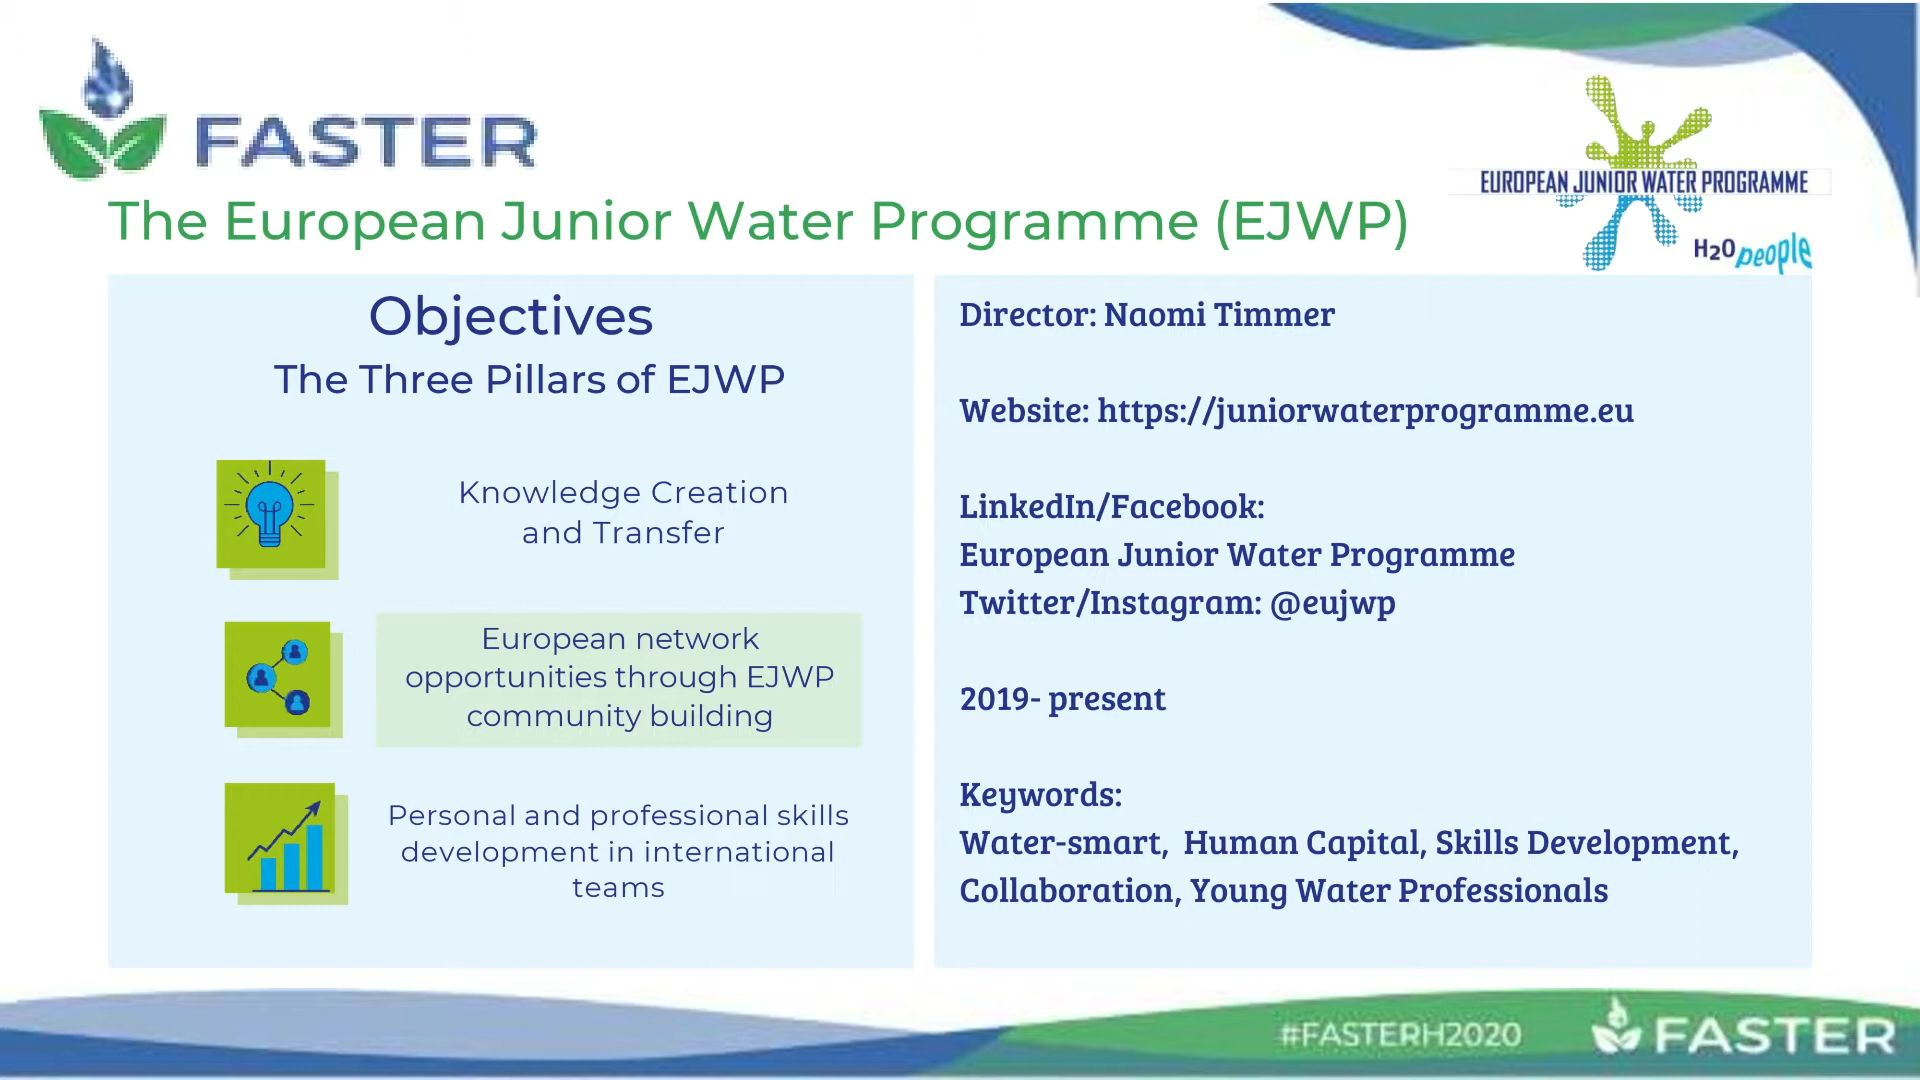 FASTER
EUROPEAN JUNIOR WATER PROGRAMME
H2O people
The European Junior Water Programme (EJWP)
Objectives
The Three Pillars of EJWP
Knowledge Creation
and Transfer
European network
opportunities through EJWP
community building
Personal and professional skills
development in international
teams
Director: Naomi Timmer
Website: https://juniorwaterprogramme.eu
LinkedIn/Facebook:
European Junior Water Programme
Twitter/Instagram: @eujwp
2019- present
Keywords:
Water-smart, Human Capital, Skills Development,
Collaboration, Young Water Professionals
#FASTERH2020
FASTER